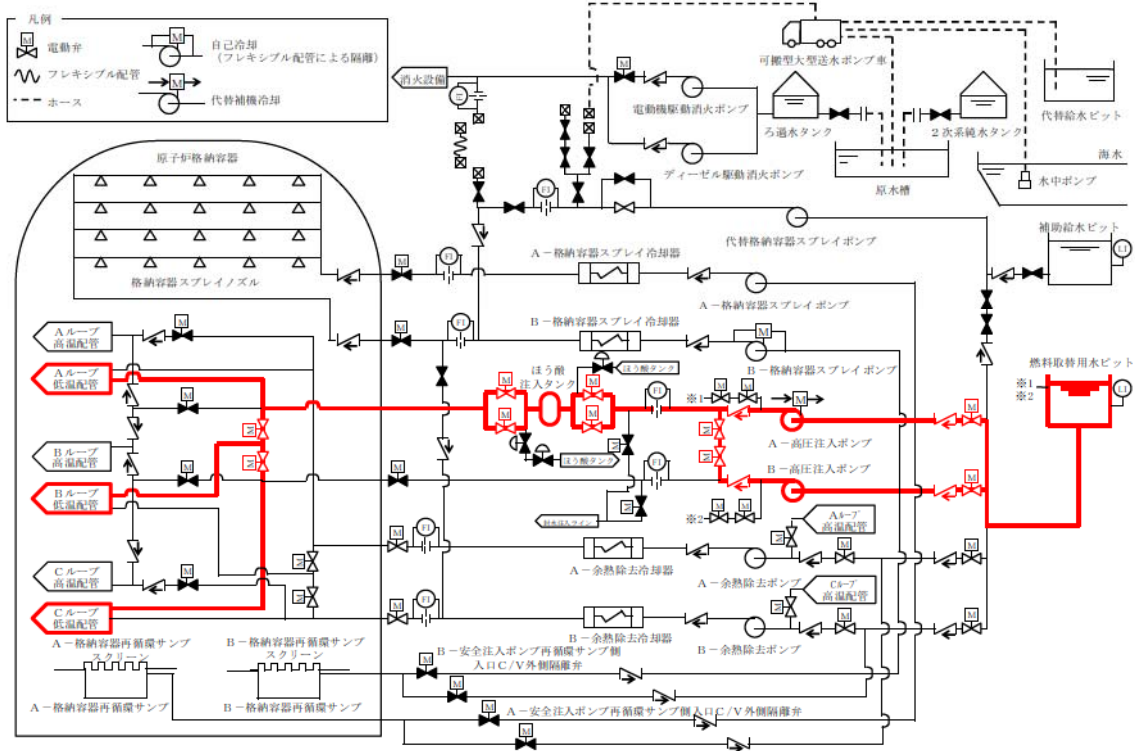 凡例
M
電動弁
フレキシブル配管
ホース
M
自己冷却
(フレキシブル配管による隔離)
M
代替補機冷却
消火設備
FI
M
電動機駆動消火ポンプ
ディーゼル駆動消火ポンプ
可搬型大型送水ポンプ車
ろ過水タンク
2次系純水タンク
代替給水ピット
原水槽
海水
水中ポンプ
FI
代替格納容器スプレイポンプ
補助給水ピット
LI
原子炉格納容器
格納容器スプレイノズル
M
FI
A-格納容器スプレイ冷却器
A-格納容器スプレイポンプ
M
FI
B-格納容器スプレイ冷却器
M
B-格納容器スプレイポンプ
燃料取替用水ピット
※1
※2
LI
Aループ
高温配管
M
Aループ
低温配管
M
M
M
M
ほう酸
注入タンク
M
M
ほう酸タンク
ほう酸タンク
FI
※1
M
M
M
A-高圧注入ポンプ
M
Bループ
高温配管
M
Bループ
低温配管
M
M
M
M
FI
M
M
B-高圧注入ポンプ
M
※2
M
M
封水注入ライン
Cループ
高温配管
M
Cループ
低温配管
M
M
M
FI
A-余熱除去冷却器
A-余熱除去ポンプ
Aループ
高温配管
M
M
M
M
FI
B-余熱除去冷却器
B-余熱除去ポンプ
Cループ
高温配管
M
M
M
A-格納容器再循環サンプ
スクリーン
B-格納容器再循環サンプ
スクリーン
A-格納容器再循環サンプ
B-格納容器再循環サンプ
B-安全注入ポンプ再循環サンプ側
入口C/V外側隔離弁
M
M
A-安全注入ポンプ再循環サンプ側入口C/V外側隔離弁
M
M